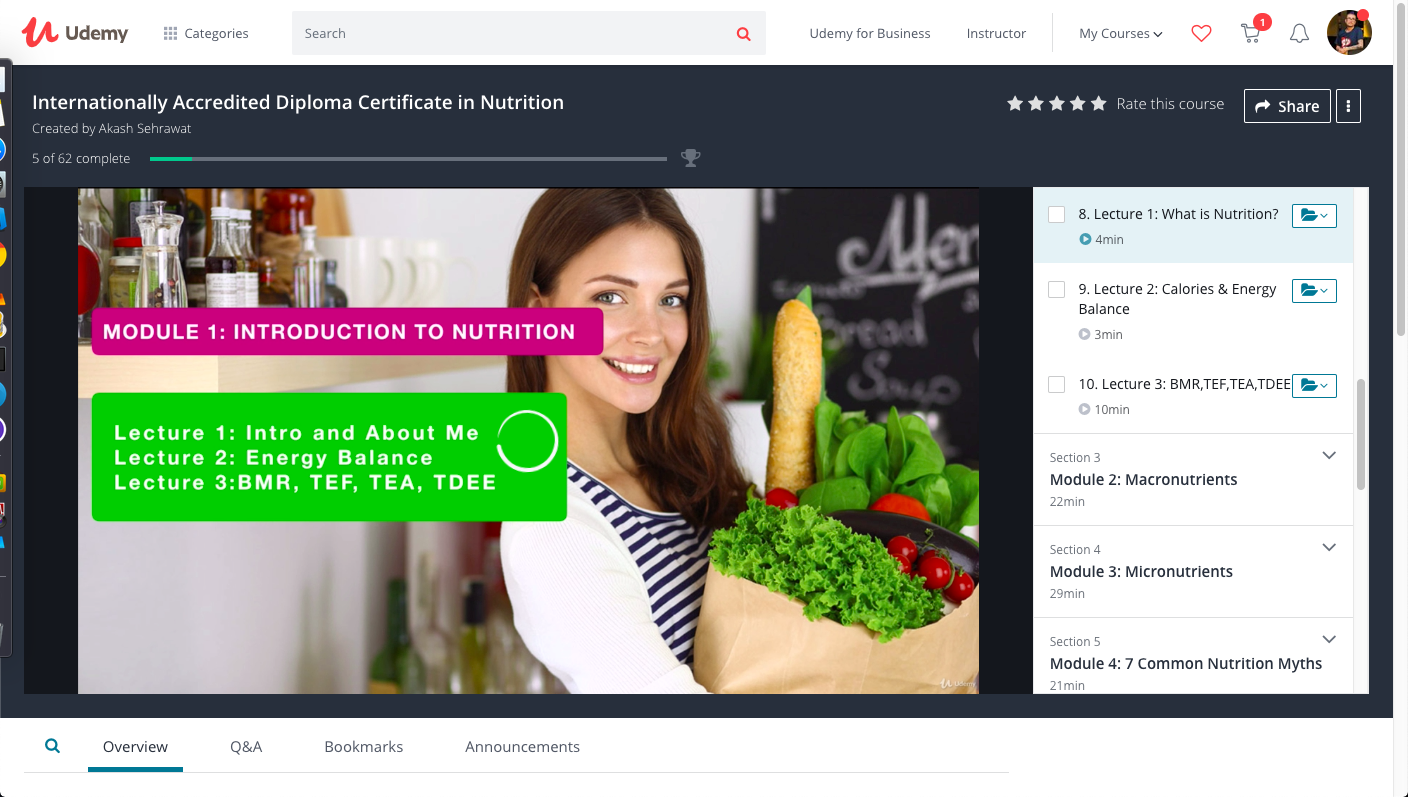 Udemy
Categories
Search
Udemy for Business
Instructor
My Courses
1
Internationally Accredited Diploma Certificate in Nutrition
Created by Akash Sehrawat
5 of 62 complete
Rate this course
Share
Menu
Bread
Soup
MODULE 1: INTRODUCTION TO NUTRITION
Lecture 1: Intro and About Me
Lecture 2: Energy Balance
Lecture 3:BMR, TEF, TEA, TDEE
Udemy
8. Lecture 1: What is Nutrition?
4min
9. Lecture 2: Calories & Energy
Balance
3min
10. Lecture 3: BMR,TEF,TEA,TDEE
10min
Section 3
Module 2: Macronutrients
22min
Section 4
Module 3: Micronutrients
29min
Section 5
Module 4: 7 Common Nutrition Myths
21min
Overview
Q&A
Bookmarks
Announcements